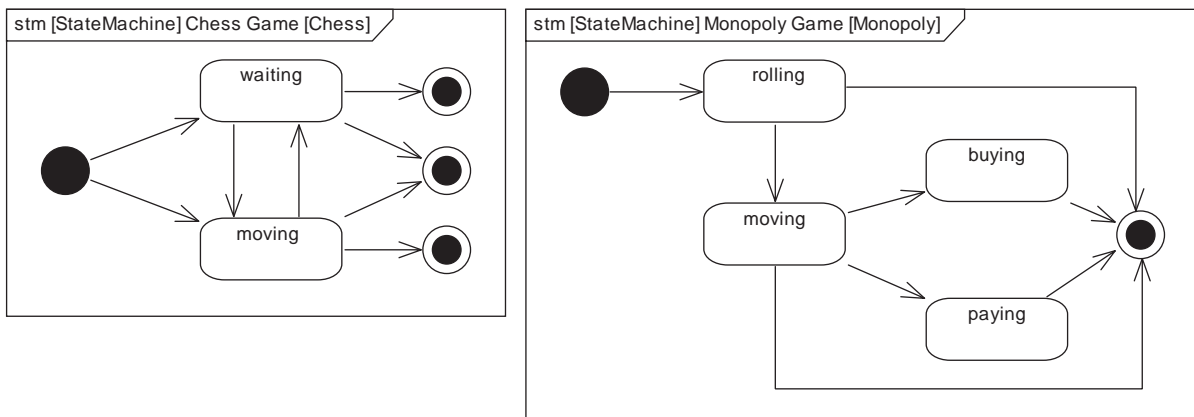 stm [StateMachine] Chess Game [Chess]
waiting
moving
stm [StateMachine] Monopoly Game [Monopoly]
rolling
buying
moving
paying